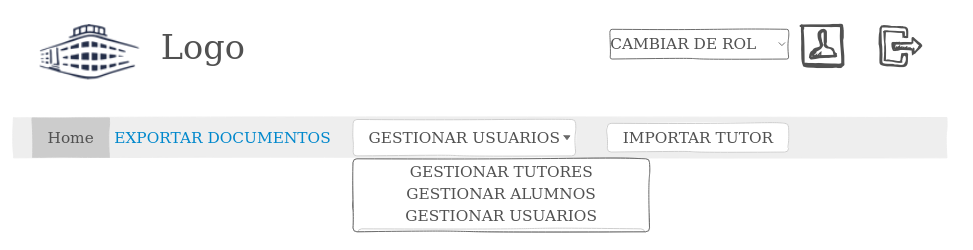 Logo
CAMBIAR DE ROL
Home
EXPORTAR DOCUMENTOS
GESTIONAR USUARIOS
IMPORTAR TUTOR
GESTIONAR TUTORES
GESTIONAR ALUMNOS
GESTIONAR USUARIOS